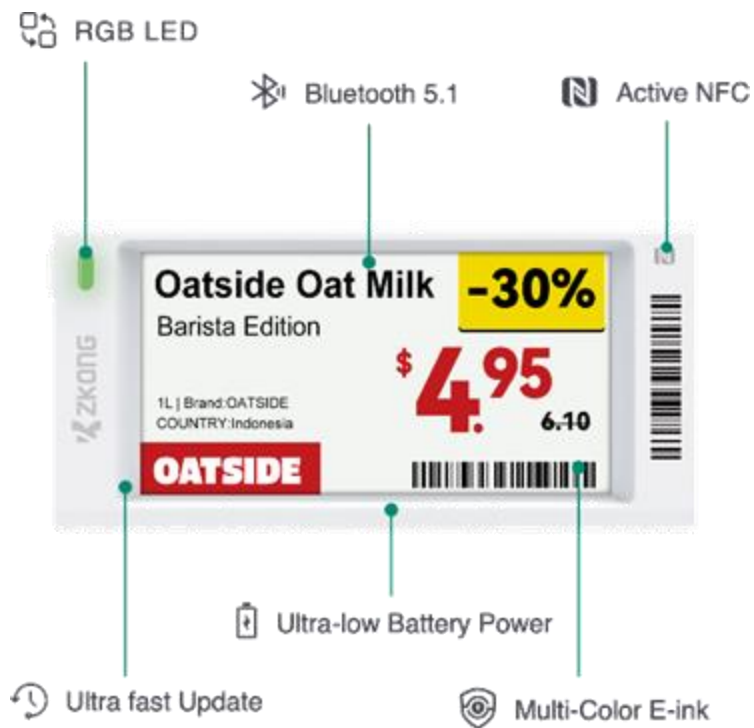 RGB LED
Bluetooth 5.1
Active NFC
Oatside Oat Milk
-30%
Barista Edition
$4.95
6.10
1L | Brand:OATSIDE
COUNTRY:Indonesia
OATSIDE
ZKONG
Ultra-low Battery Power
Ultra fast Update
Multi-Color E-ink